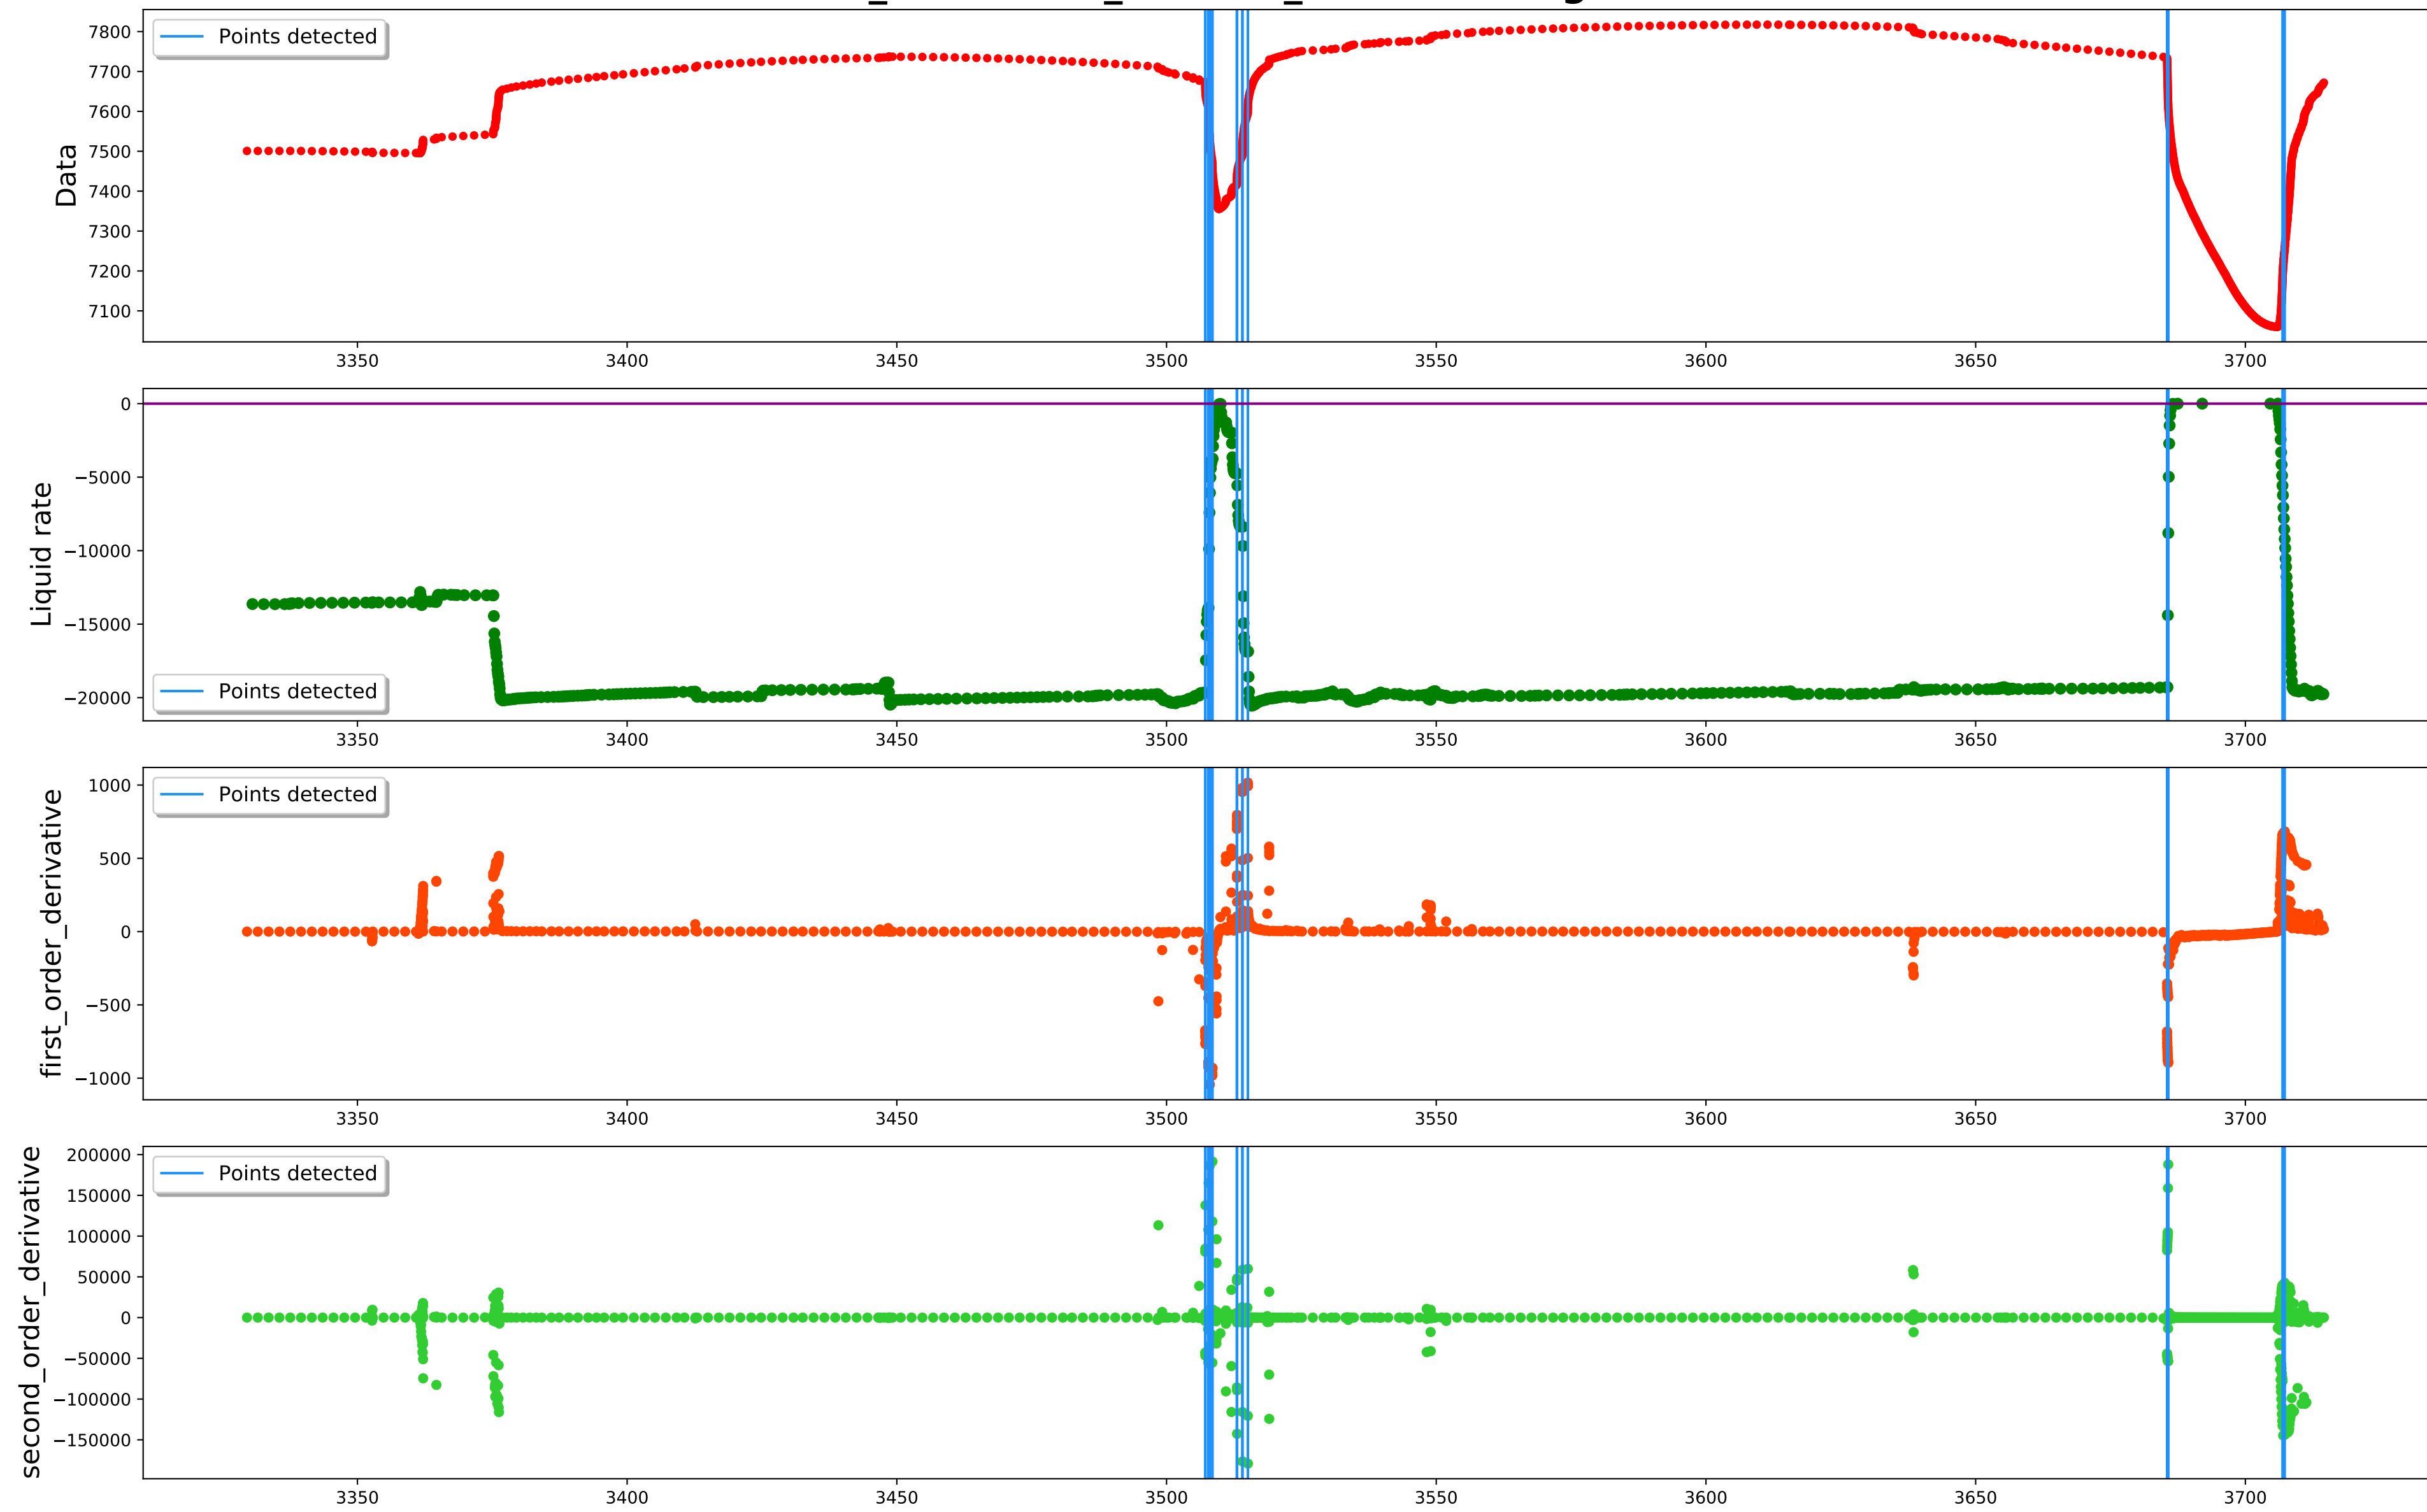 Points detected
Data
7800
7700
7600
7500
7400
7300
7200
7100
3350 3400 3450 3500 3550 3600 3650 3700
Liquid rate
0
−5000
−10000
−15000
−20000
Points detected
3350 3400 3450 3500 3550 3600 3650 3700
Points detected
first_order_derivative
1000
500
0
−500
−1000
3350 3400 3450 3500 3550 3600 3650 3700
Points detected
second_order_derivative
200000
150000
100000
50000
0
−50000
−100000
−150000
3350 3400 3450 3500 3550 3600 3650 3700